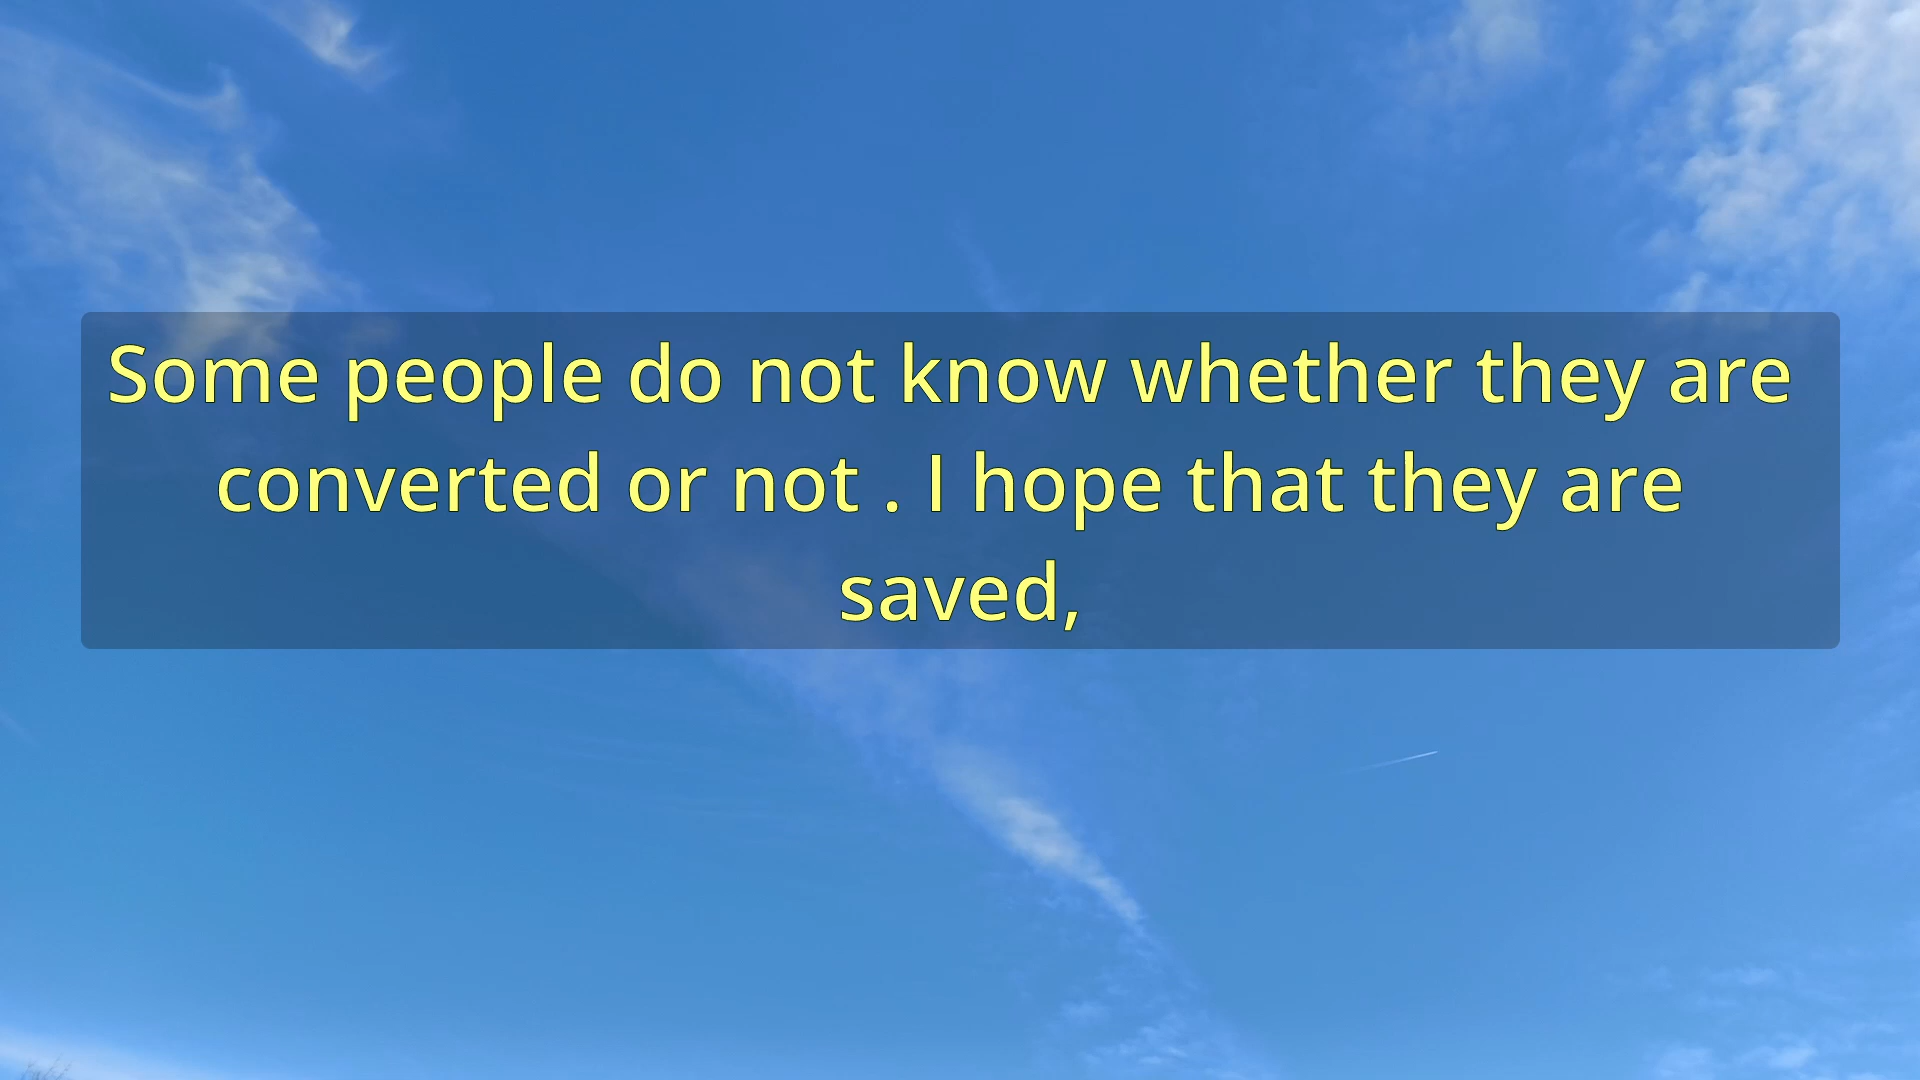 Some people do not know whether they are
converted or not . I hope that they are
saved,